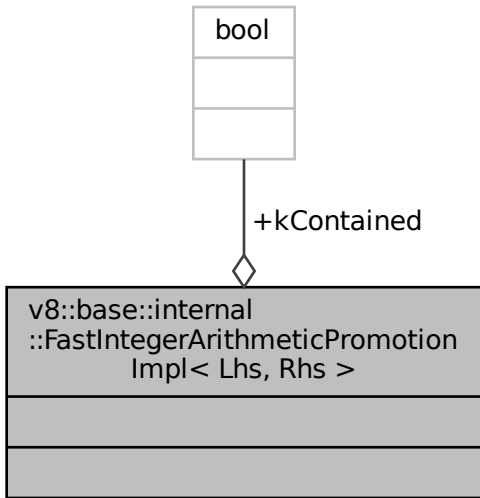 bool
+kContained
v8::base::internal
::FastIntegerArithmeticPromotion
Impl< Lhs, Rhs >